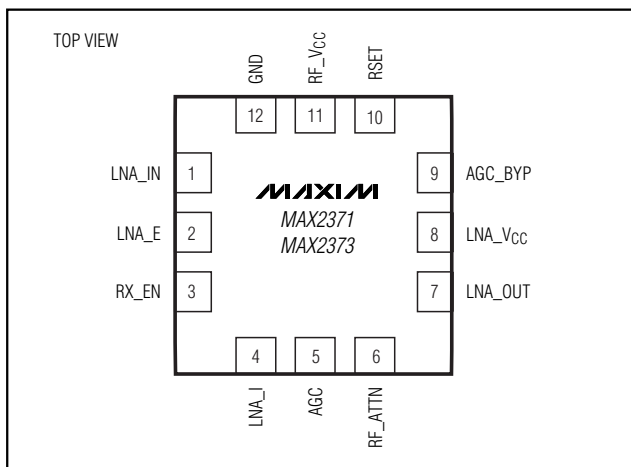 TOP VIEW
GND
RF_VCC
RSET
12
11
10
LNA_IN
1
MAXIM
9
AGC_BYP
MAX2371
LNA_E
2
MAX2373
8
LNA_VCC
RX_EN
3
7
LNA_OUT
4
5
6
LNA_I
AGC
RF_ATTN